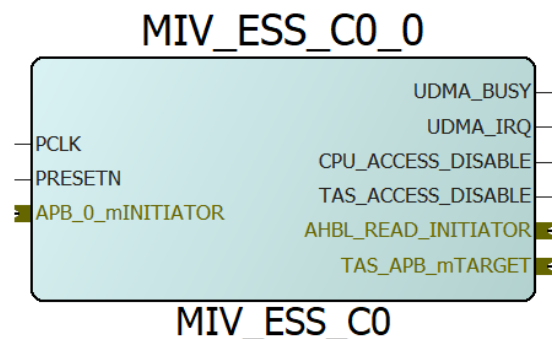 MIV_ESS_C0_0
UDMA_BUSY
UDMA_IRQ
PCLK
CPU_ACCESS_DISABLE
PRESETN
TAS_ACCESS_DISABLE
APB_0_mINITIATOR
AHBL_READ_INITIATOR
TAS_APB_mTARGET
MIV_ESS_C0